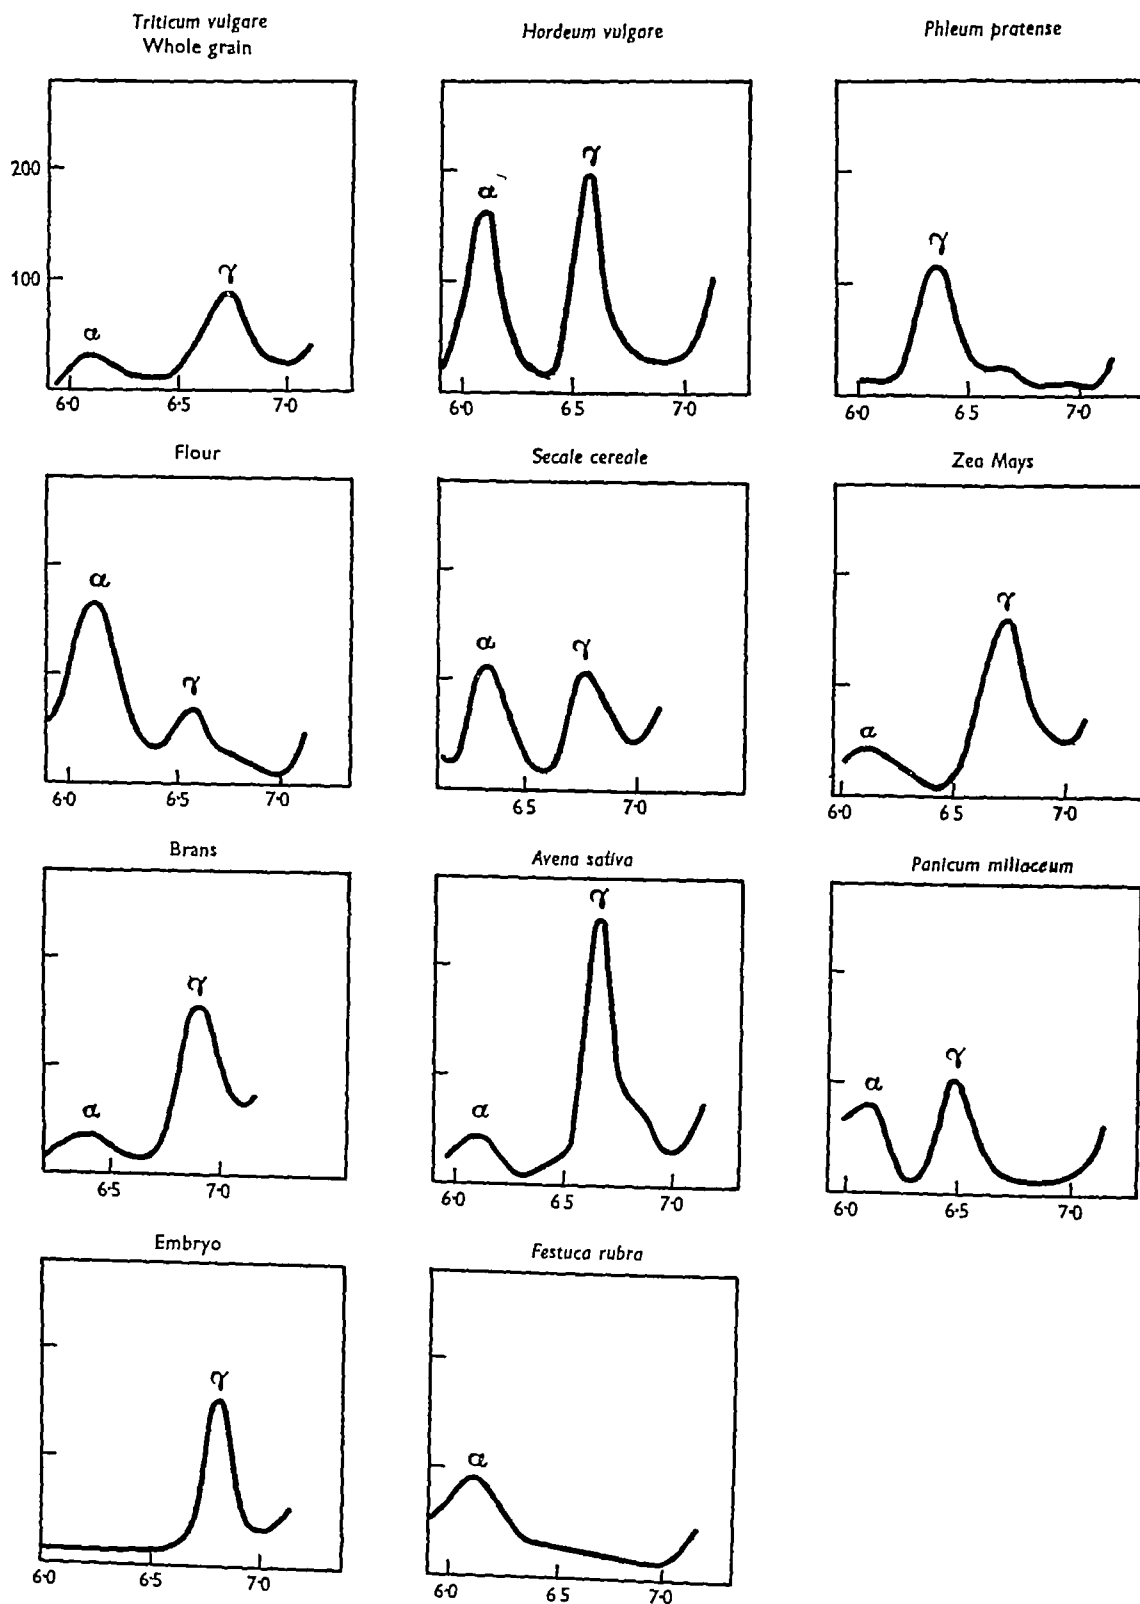 Triticum vulgare
Whole grain
Hordeum vulgare
Phleum pratense
200
100
α
γ
6·0
6·5
7·0
α
γ
6·0
6·5
7·0
γ
6·0
6·5
7·0
Flour
Secale cereale
Zea Mays
α
γ
6·0
6·5
7·0
α
γ
6·5
7·0
α
γ
6·0
6·5
7·0
Brans
Avena sativa
Panicum miliaceum
α
γ
6·5
7·0
α
γ
6·0
6·5
7·0
α
γ
6·0
6·5
7·0
Embryo
Festuca rubra
γ
6·0
6·5
7·0
α
6·0
6·5
7·0